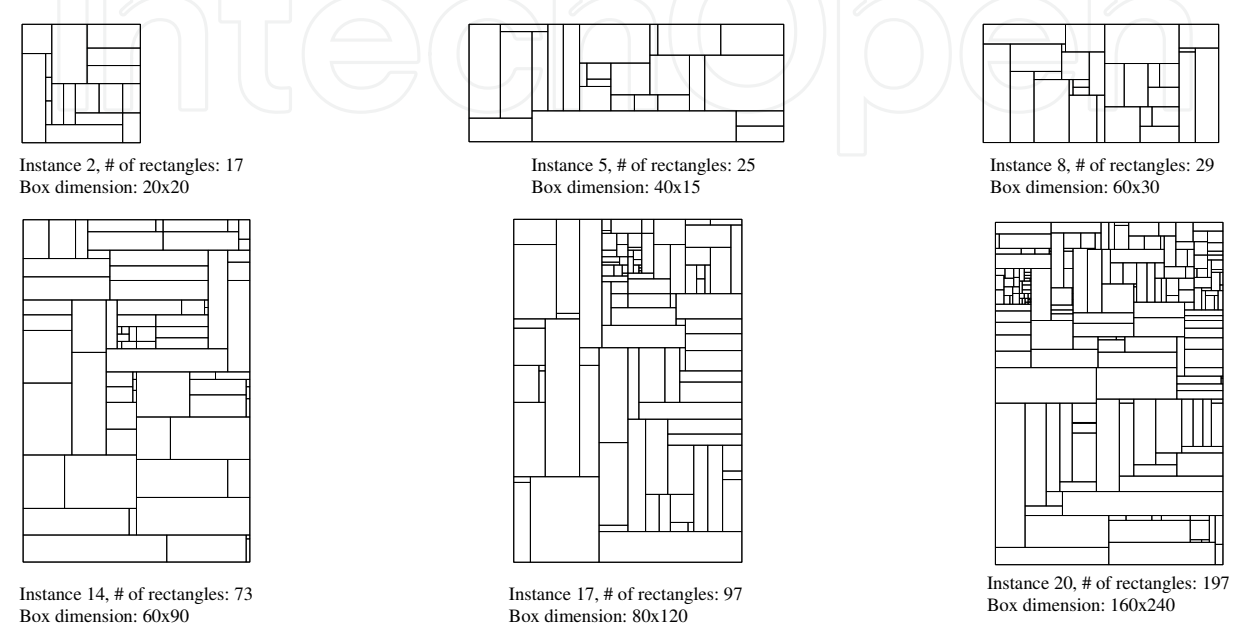 IntechOpen
Instance 2, # of rectangles: 17
Box dimension: 20x20
Instance 5, # of rectangles: 25
Box dimension: 40x15
Instance 8, # of rectangles: 29
Box dimension: 60x30
Instance 14, # of rectangles: 73
Box dimension: 60x90
Instance 17, # of rectangles: 97
Box dimension: 80x120
Instance 20, # of rectangles: 197
Box dimension: 160x240